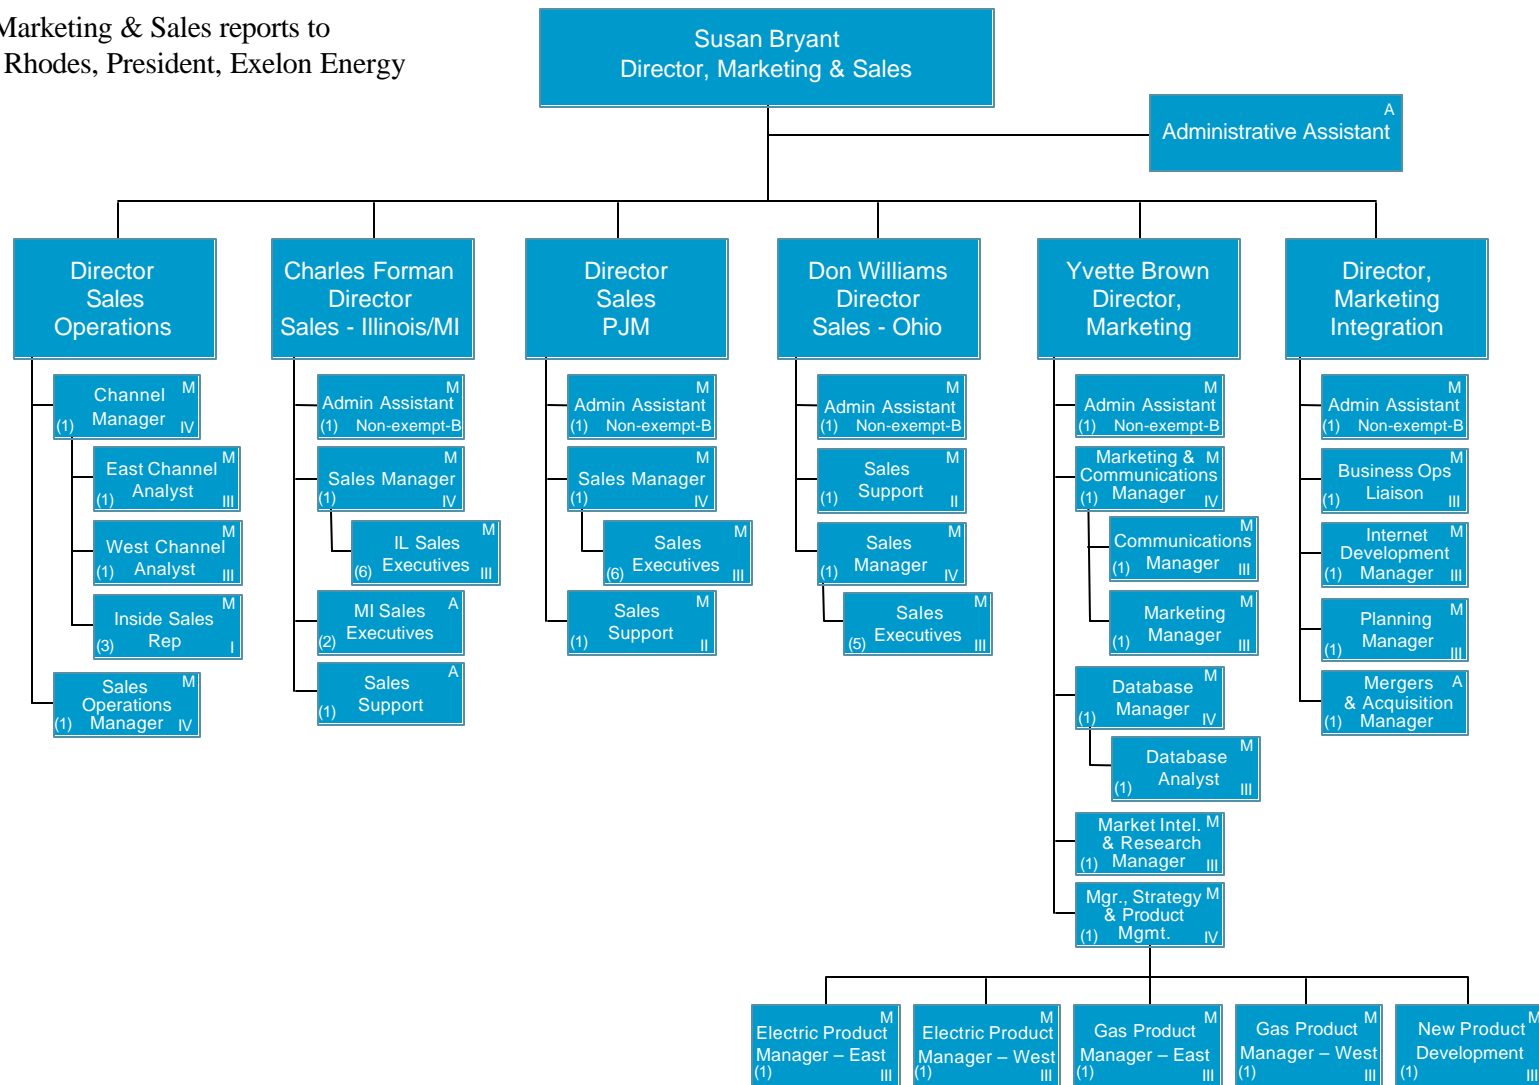 Marketing & Sales reports to
Rhodes, President, Exelon Energy
Susan Bryant
Director, Marketing & Sales
A
Administrative Assistant
Director
Sales
Operations
Charles Forman
Director
Sales - Illinois/MI
Director
Sales
PJM
Don Williams
Director
Sales - Ohio
Yvette Brown
Director,
Marketing
Director,
Marketing
Integration
M
Channel
Manager
(1) IV
M
East Channel
Analyst
(1) III
M
West Channel
Analyst
(1) III
M
Inside Sales
Rep
(3) I
M
Sales
Operations
Manager
(1) IV
M
Admin Assistant
(1) Non-exempt-B
M
Sales Manager
(1) IV
M
IL Sales
Executives
(6) III
A
MI Sales
Executives
(2)
A
Sales
Support
(1)
M
Admin Assistant
(1) Non-exempt-B
M
Sales Manager
(1) IV
M
Sales
Executives
(6) III
M
Sales
Support
(1) II
M
Admin Assistant
(1) Non-exempt-B
M
Sales
Support
(1) II
M
Sales
Manager
(1) IV
M
Sales
Executives
(5) III
M
Admin Assistant
(1) Non-exempt-B
Marketing & M
Communications
Manager
(1) IV
M
Communications
Manager
(1) III
M
Marketing
Manager
(1) III
M
Database
Manager
(1) IV
M
Database
Analyst
(1) III
Market Intel. M
& Research
(1) Manager III
Mgr., Strategy M
& Product
(1) Mgmt. IV
M
Electric Product
Manager – East
(1) III
M
Electric Product
Manager – West
(1) III
M
Gas Product
Manager – East
(1) III
M
Gas Product
Manager – West
(1) III
M
New Product
Development
(1) III
M
Admin Assistant
(1) Non-exempt-B
M
Business Ops
Liaison
(1) III
Internet M
Development
(1) Manager III
M
Planning
Manager
(1) III
Mergers A
& Acquisition
(1) Manager